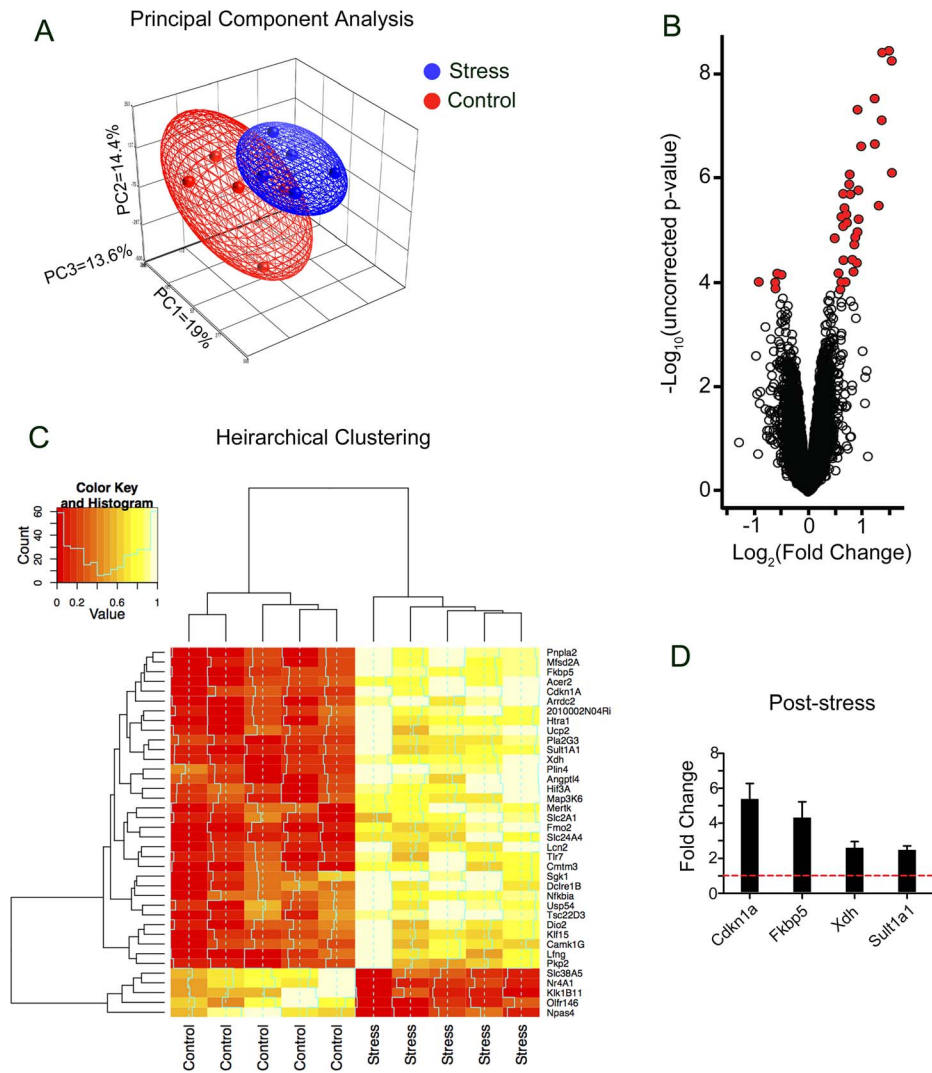 A
Principal Component Analysis
Stress
Control
PC2=14.4%
PC3=13.6%
PC1=19%
B
8
6
4
2
0
-Log10(uncorrected p-value)
-1 0 1
Log2(Fold Change)
C
Heirarchical Clustering
Color Key
and Histogram
60
40
20
0
Count
0 0.2 0.6 1
Value
Pnpla2
Mfsd2A
Fkbp5
Acer2
Cdkn1A
Arrdc2
2010002N04Ri
Htra1
Ucp2
Pla2G3
Sult1A1
Xdh
Plin4
Angptl4
Hif3A
Map3K6
Mertk
Slc2A1
Fmo2
Slc24A4
Lcn2
Tlr7
Cmtm3
Sgk1
Dclre1B
Nfkbia
Usp54
Tsc22D3
Dio2
Klf15
Camk1G
Lfng
Pkp2
Slc38A5
Nr4A1
Klk1B11
Olfr146
Npas4
Control Control Control Control Control Stress Stress Stress Stress Stress
D
Post-stress
8
6
4
2
0
Fold Change
Cdkn1a Fkbp5 Xdh Sult1a1